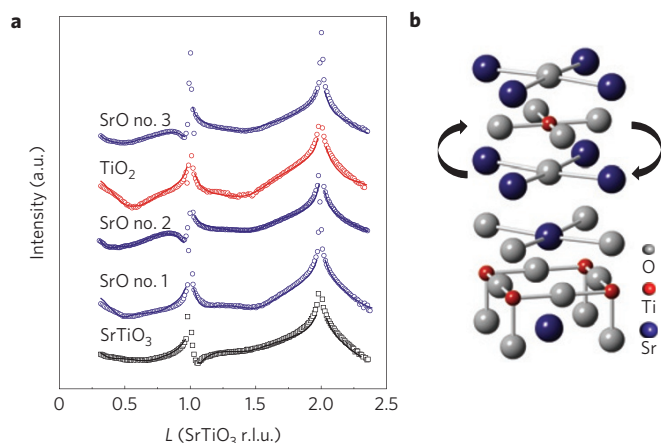 a
b
Intensity (a.u.)
SrO no. 3
TiO₂
SrO no. 2
SrO no. 1
SrTiO₃
0 0.5 1.0 1.5 2.0 2.5
L (SrTiO₃ r.l.u.)
O
Ti
Sr